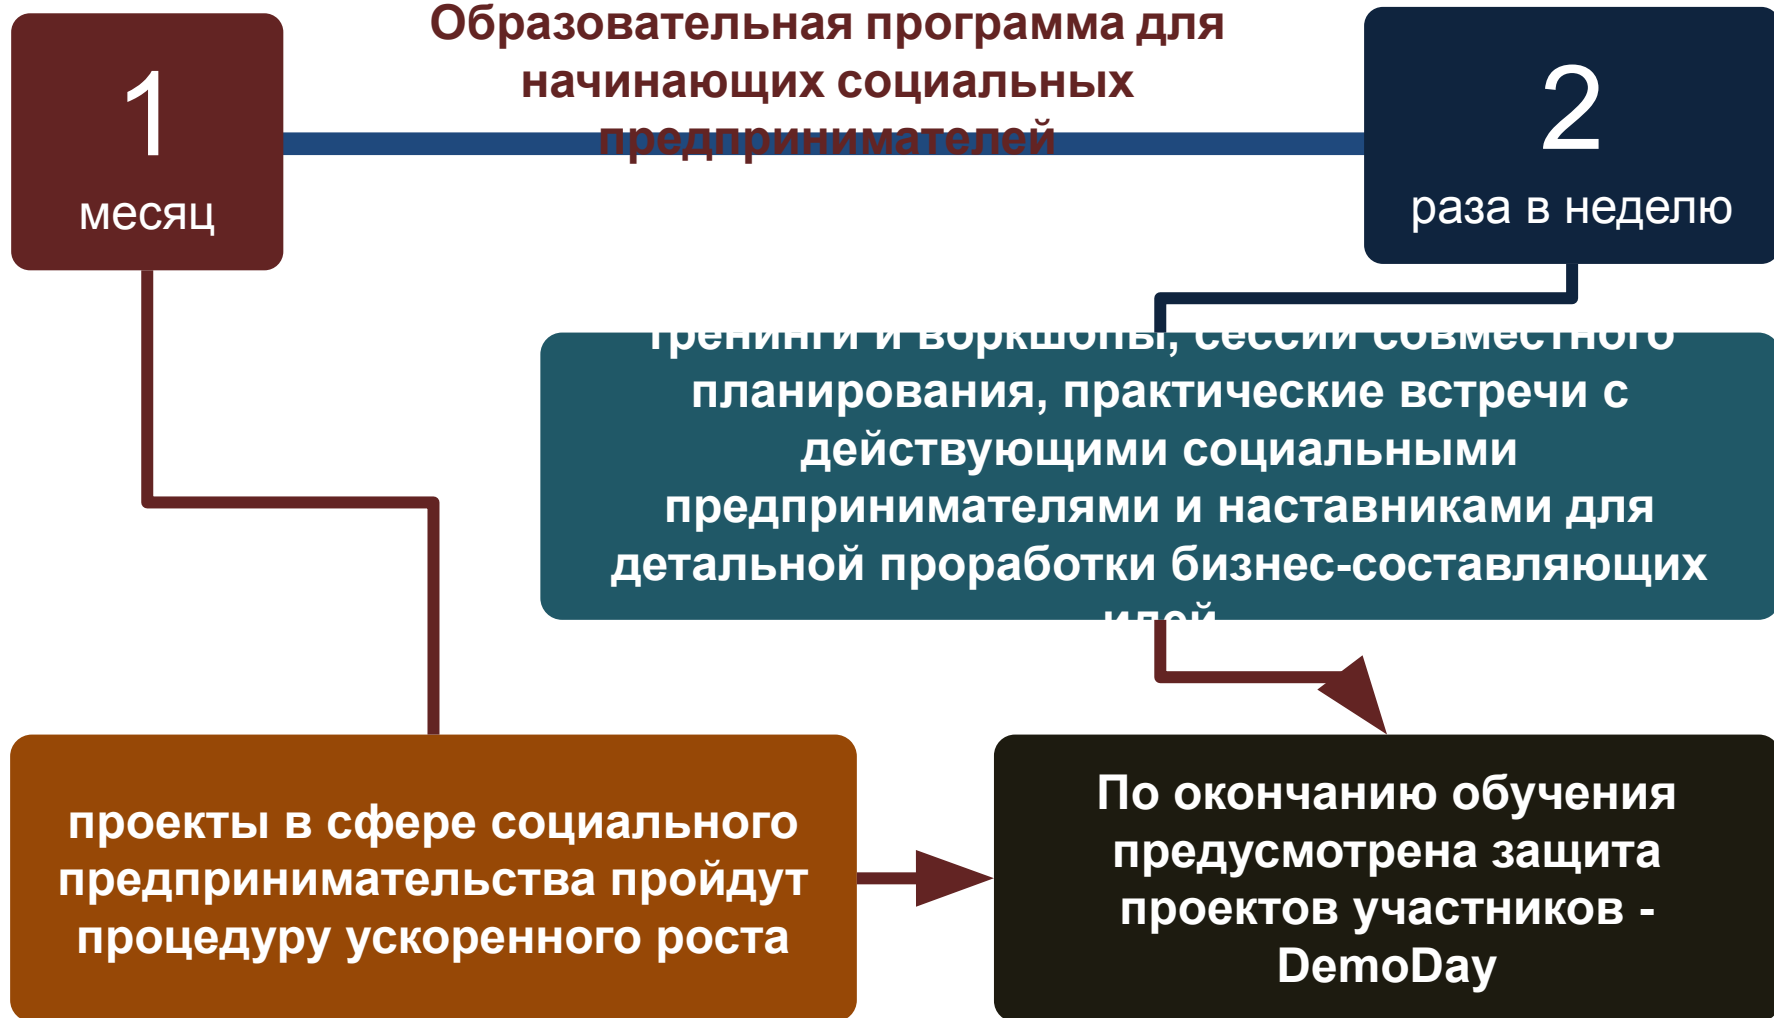 Образовательная программа для
начинающих социальных
предпринимателей
1
месяц
2
раза в неделю
тренинги и воркшопы, сессии совместного
планирования, практические встречи с
действующими социальными
предпринимателями и наставниками для
детальной проработки бизнес-составляющих
идей
проекты в сфере социального
предпринимательства пройдут
процедуру ускоренного роста
По окончанию обучения
предусмотрена защита
проектов участников -
DemoDay